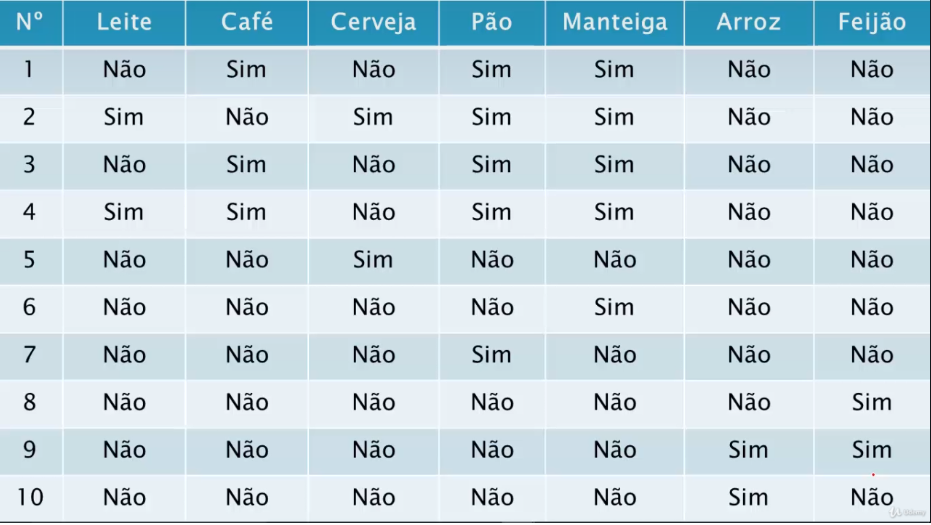 Nº Leite Café Cerveja Pão Manteiga Arroz Feijão
1 Não Sim Não Sim Sim Não Não
2 Sim Não Sim Sim Sim Não Não
3 Não Sim Não Sim Sim Não Não
4 Sim Sim Não Sim Sim Não Não
5 Não Não Sim Não Não Não Não
6 Não Não Não Não Sim Não Não
7 Não Não Não Sim Não Não Não
8 Não Não Não Não Não Não Sim
9 Não Não Não Não Não Sim Sim
10 Não Não Não Não Não Sim Não
Udemy